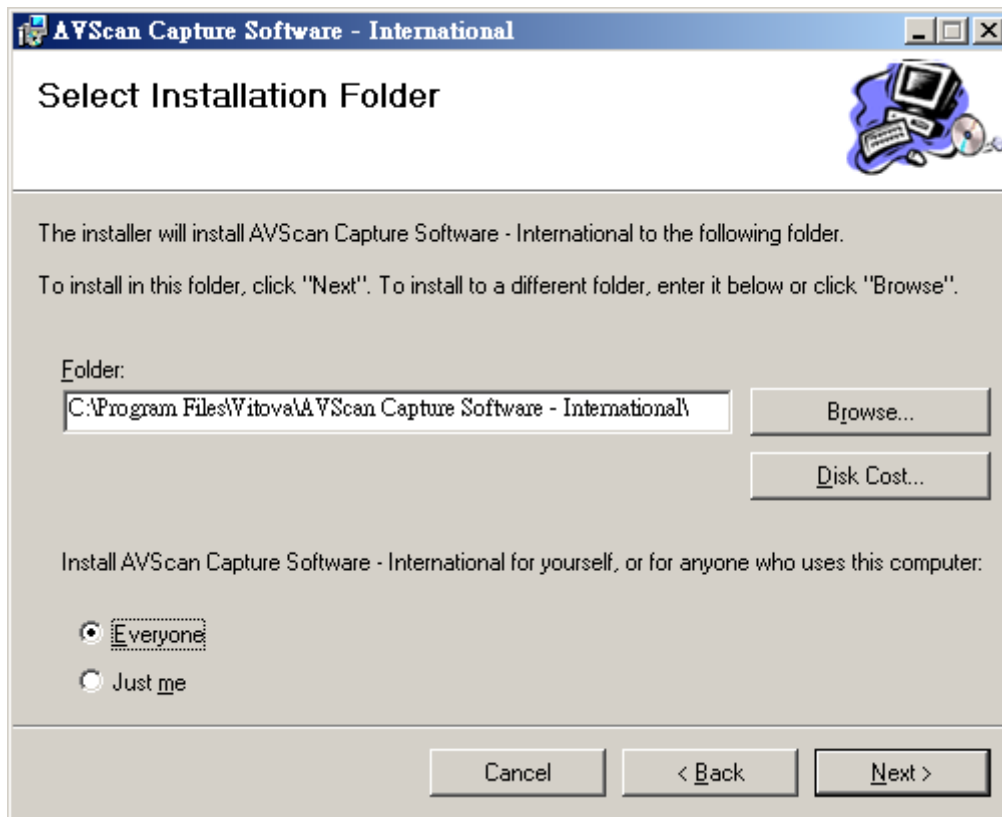 AVScan Capture Software - International
Select Installation Folder
The installer will install AVScan Capture Software - International to the following folder.
To install in this folder, click "Next". To install to a different folder, enter it below or click "Browse".
Folder:
C:\Program Files\Vitova\AVScan Capture Software - International\
Browse...
Disk Cost...
Install AVScan Capture Software - International for yourself, or for anyone who uses this computer:
Everyone
Just me
Cancel
< Back
Next >